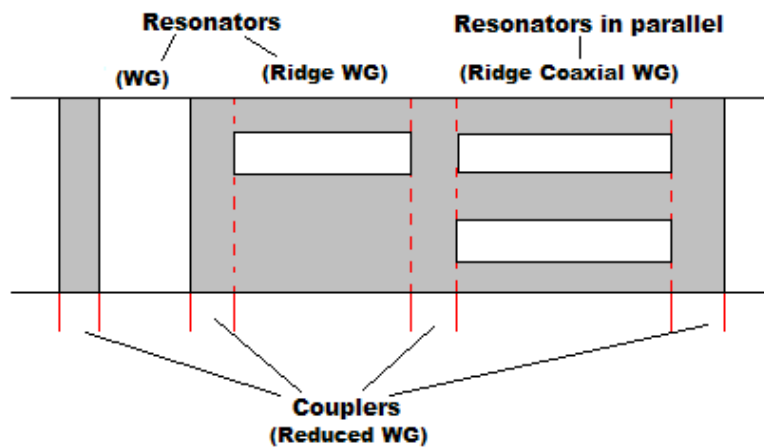 Resonators
(WG)
(Ridge WG)
Resonators in parallel
(Ridge Coaxial WG)
Couplers
(Reduced WG)